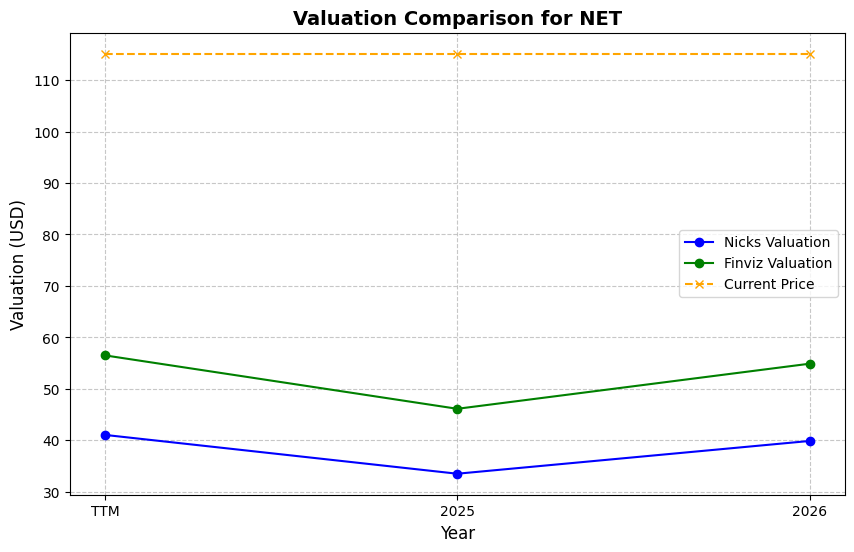 Valuation Comparison for NET
Valuation (USD)
110
100
90
80
70
60
50
40
30
Nicks Valuation
Finviz Valuation
Current Price
TTM
2025
2026
Year